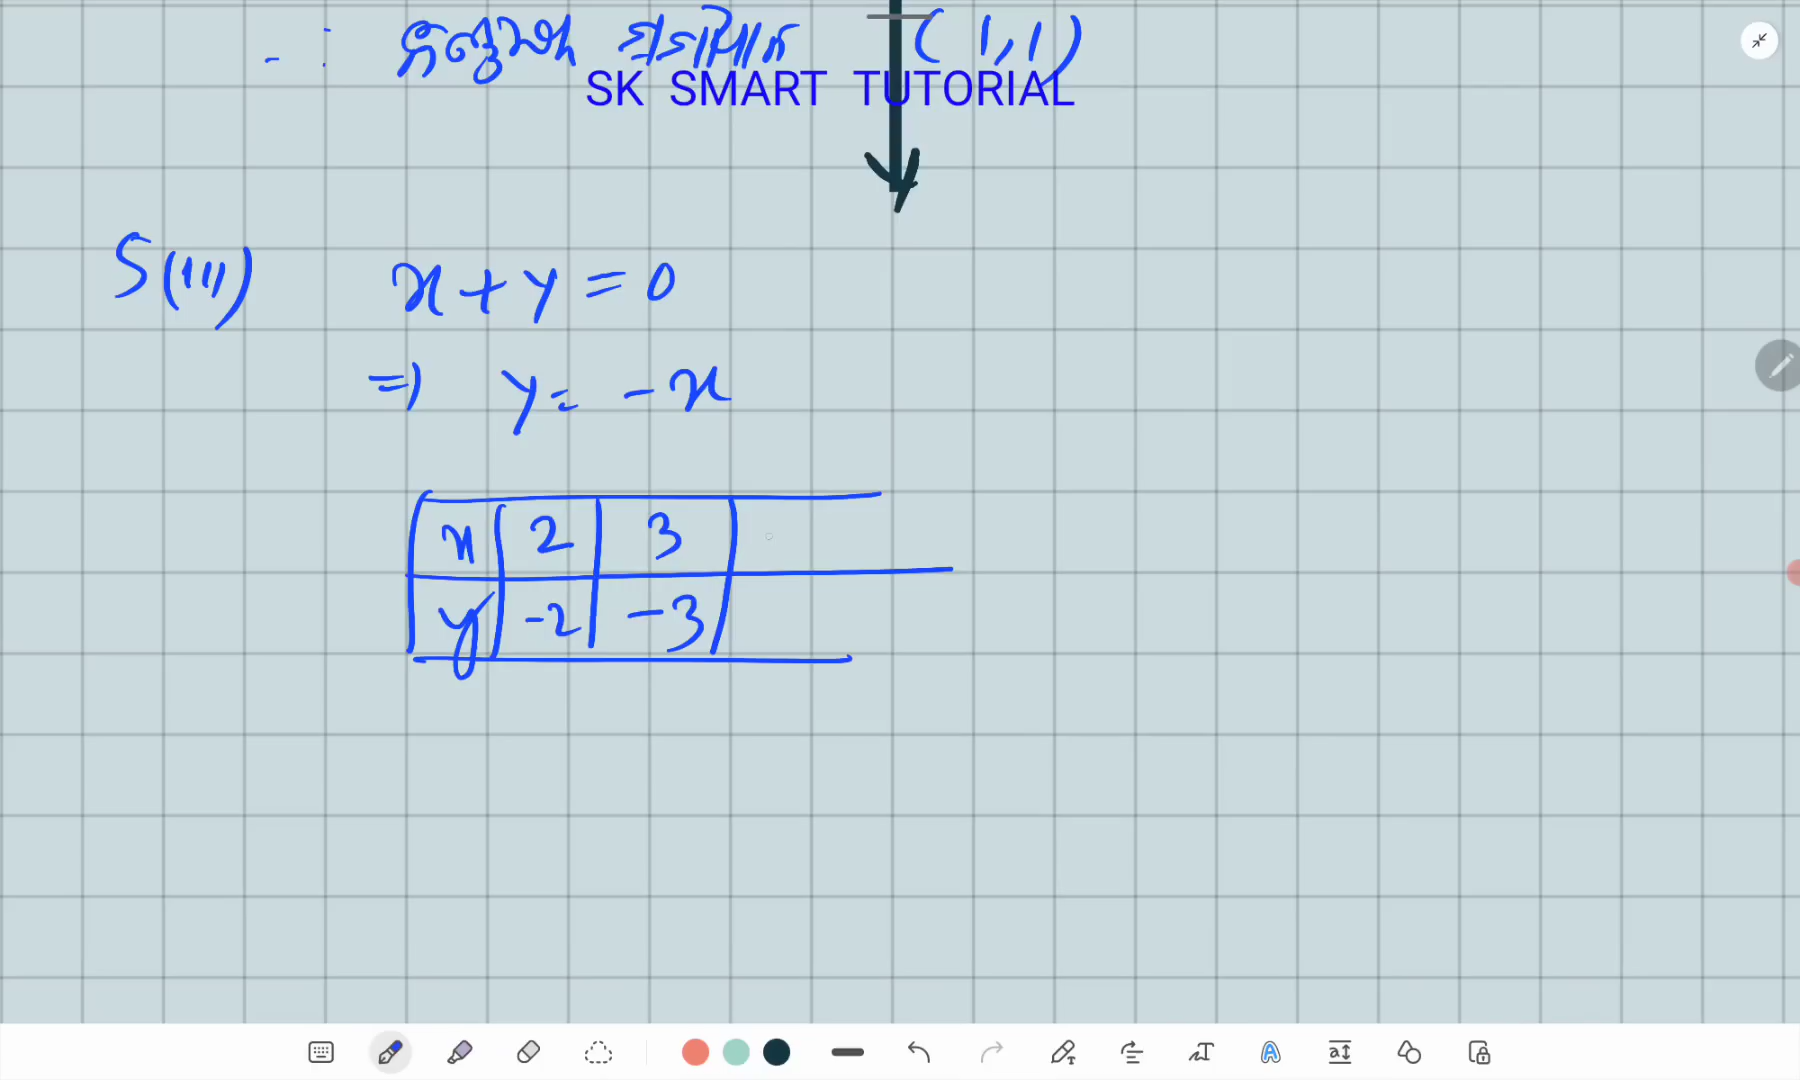 (1,1)
SK SMART TUTORIAL
5(iii) x+y=0
⇒ y= -x
x 2 3
y -2 -3